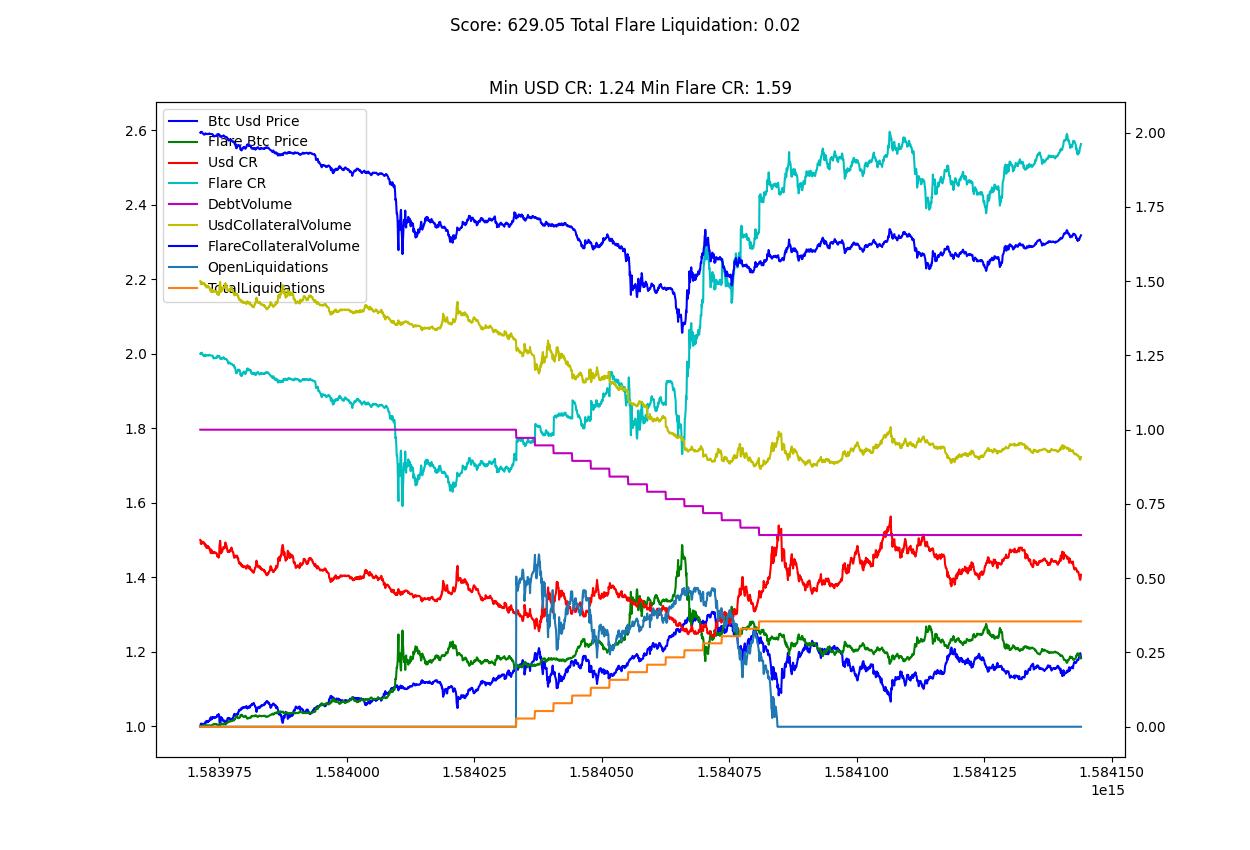 Score: 629.05 Total Flare Liquidation: 0.02
Min USD CR: 1.24 Min Flare CR: 1.59
Btc Usd Price
Flare Btc Price
Usd CR
Flare CR
DebtVolume
UsdCollateralVolume
FlareCollateralVolume
OpenLiquidations
TotalLiquidations
2.6
2.4
2.2
2.0
1.8
1.6
1.4
1.2
1.0
2.00
1.75
1.50
1.25
1.00
0.75
0.50
0.25
0.00
1.583975 1.584000 1.584025 1.584050 1.584075 1.584100 1.584125 1.584150
1e15